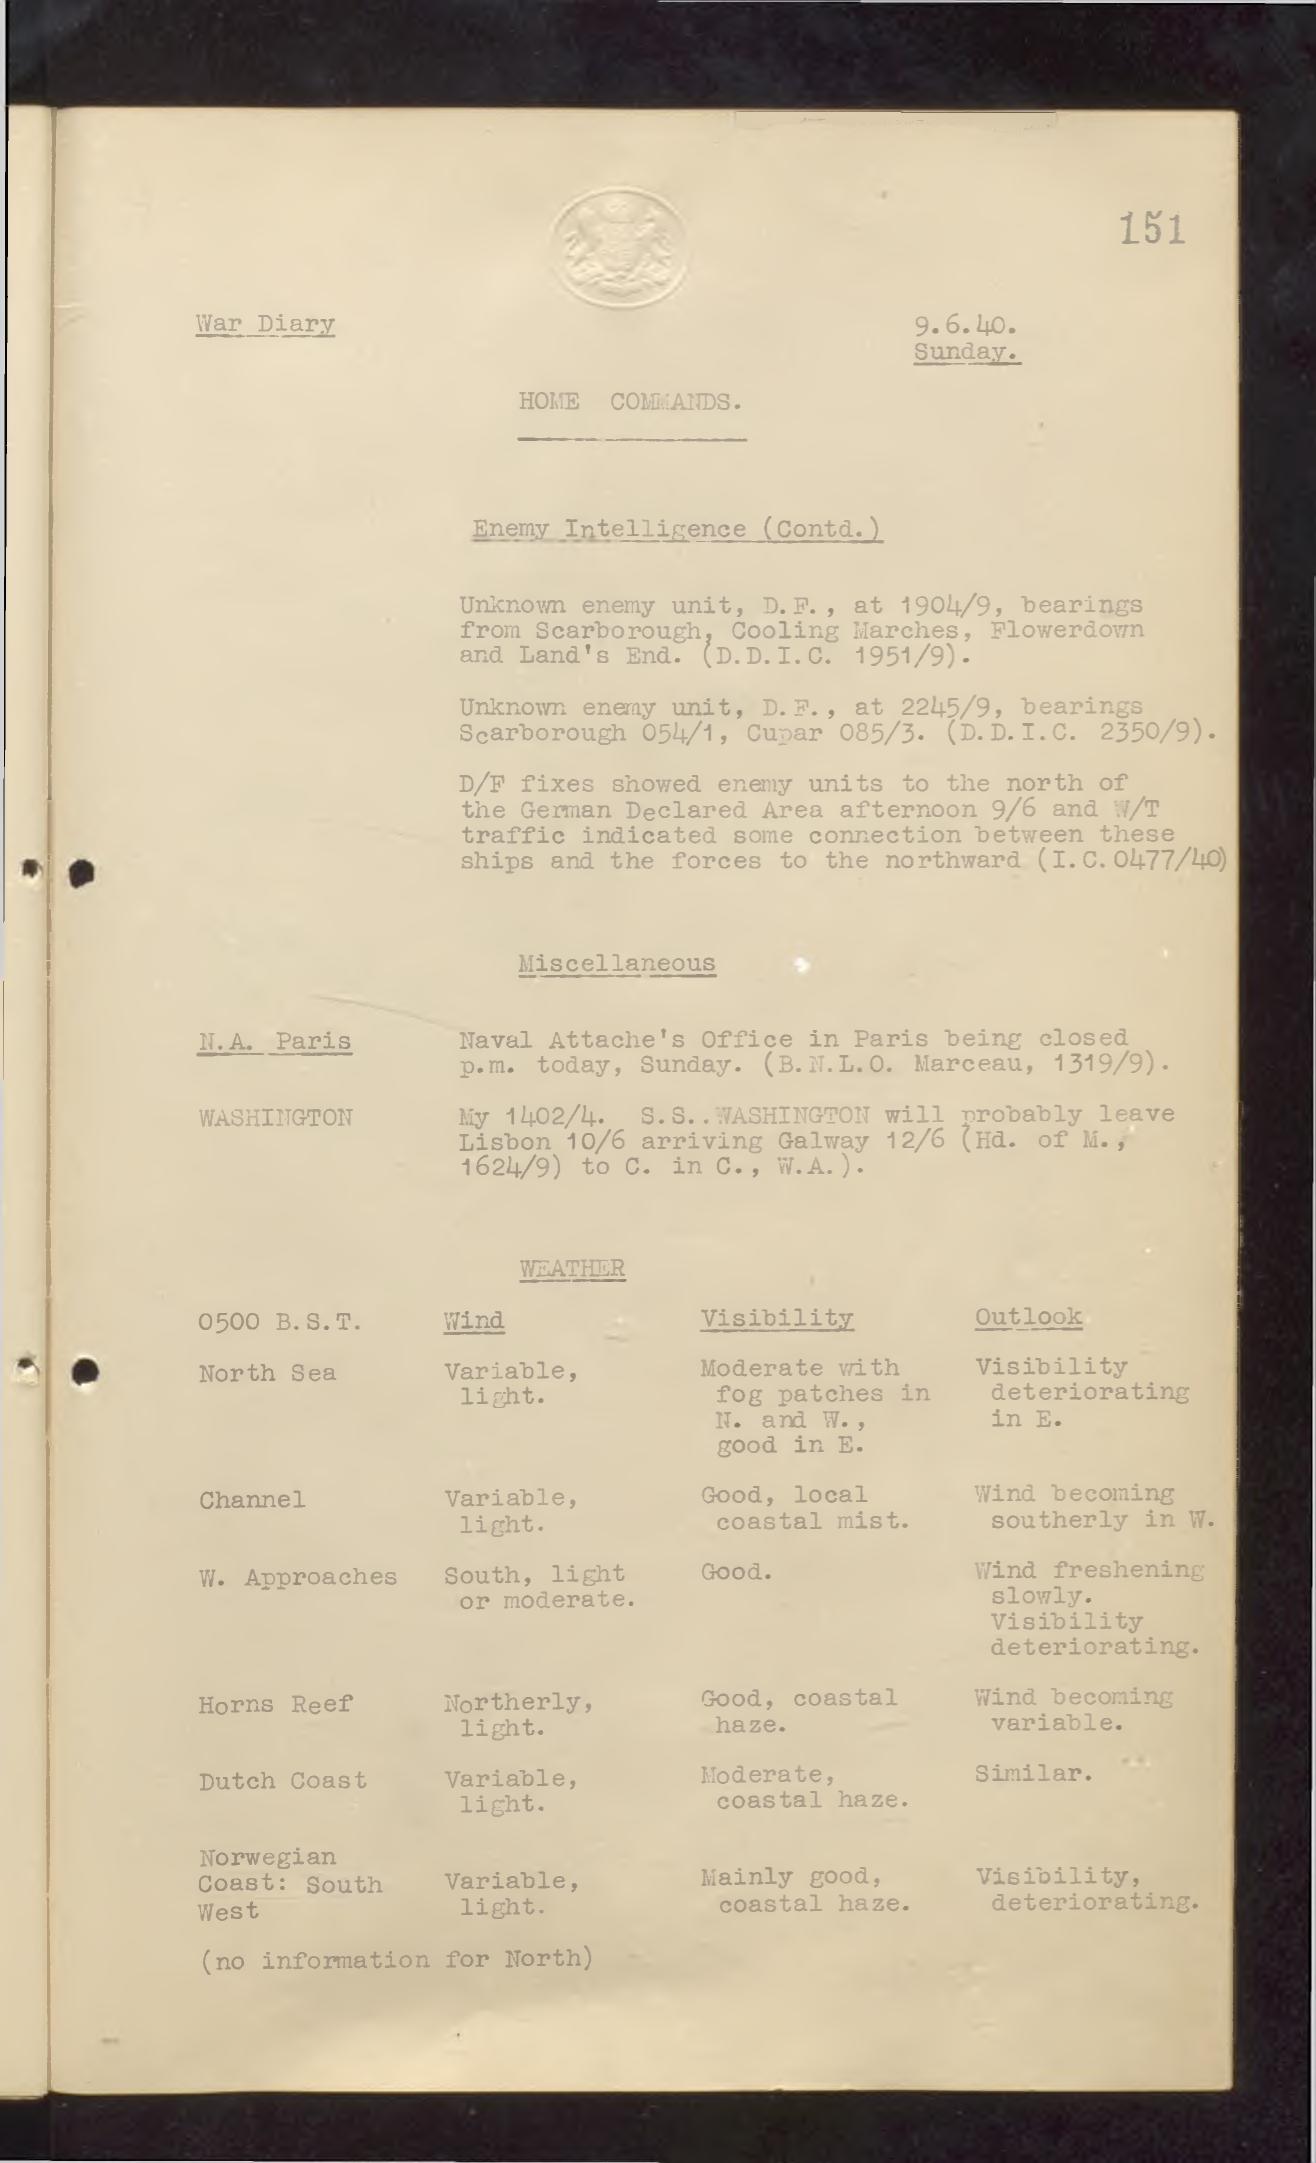 151
War Diary
9.6.40.
Sunday.
HOME COMMANDS.
Enemy Intelligence (Contd.)
Unknown enemy unit, D.F., at 1904/9, bearings
from Scarborough, Cooling Marches, Flowerdown
and Land's End. (D.D.I.C. 1951/9).
Unknown enemy unit, D.F., at 2245/9, bearings
Scarborough 054/1, Cupar 085/3. (D.D.I.C. 2350/9).
D/F fixes showed enemy units to the north of
the German Declared Area afternoon 9/6 and W/T
traffic indicated some connection between these
ships and the forces to the northward (I.C.0477/40)
Miscellaneous
N.A. Paris Naval Attache's Office in Paris being closed
p.m. today, Sunday. (B.N.L.O. Marceau, 1319/9).
WASHINGTON My 1402/4. S.S..WASHINGTON will probably leave
Lisbon 10/6 arriving Galway 12/6 (Hd. of M.,
1624/9) to C. in C., W.A.).
WEATHER
0500 B.S.T. Wind Visibility Outlook
North Sea Variable, Moderate with Visibility
light. fog patches in deteriorating
N. and W., in E.
good in E.
Channel Variable, Good, local Wind becoming
light. coastal mist. southerly in W.
W. Approaches South, light Good. Wind freshening
or moderate. slowly.
Visibility
deteriorating.
Horns Reef Northerly, Good, coastal Wind becoming
light. haze. variable.
Dutch Coast Variable, Moderate, Similar.
light. coastal haze.
Norwegian
Coast: South Variable, Mainly good, Visibility,
West light. coastal haze. deteriorating.
(no information for North)